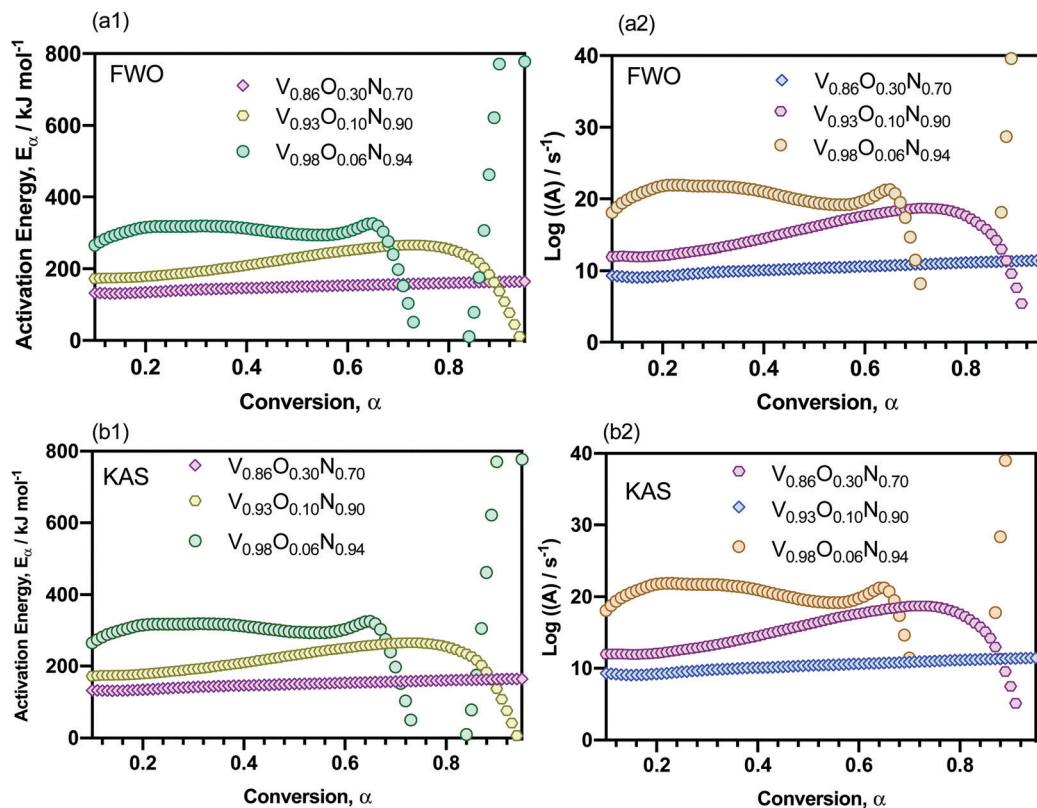 (a1)
800
600
400
200
0
Activation Energy, Eα / kJ mol-1
FWO
V0.86O0.30N0.70
V0.93O0.10N0.90
V0.98O0.06N0.94
0.2 0.4 0.6 0.8
Conversion, α
(a2)
40
30
20
10
0
Log ((A) / s-1
FWO
V0.86O0.30N0.70
V0.93O0.10N0.90
V0.98O0.06N0.94
0.2 0.4 0.6 0.8
Conversion, α
(b1)
800
600
400
200
0
Activation Energy, Eα / kJ mol-1
KAS
V0.86O0.30N0.70
V0.93O0.10N0.90
V0.98O0.06N0.94
0.2 0.4 0.6 0.8
Conversion, α
(b2)
40
30
20
10
0
Log ((A) / s-1
KAS
V0.86O0.30N0.70
V0.93O0.10N0.90
V0.98O0.06N0.94
0.2 0.4 0.6 0.8
Conversion, α